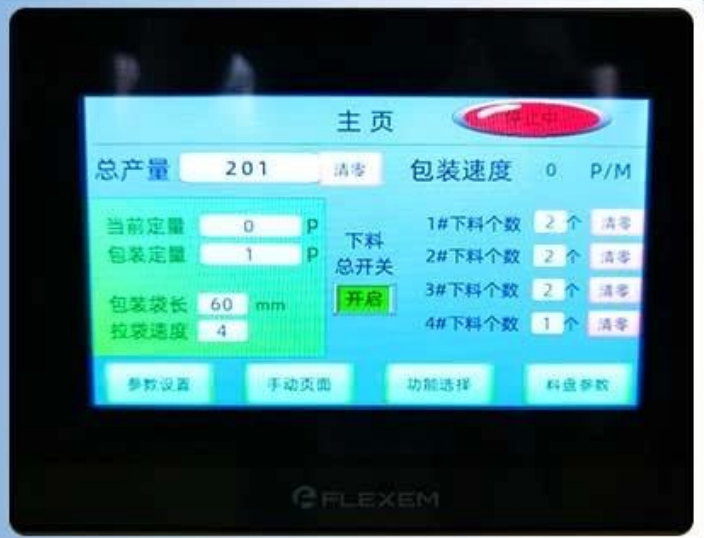 主页 停止中
总产量 201 清零 包装速度 0 P/M
当前定量 0 P
包装定量 1 P
包装袋长 60 mm
拉袋速度 4
下料
总开关
开启
1#下料个数 2 个 清零
2#下料个数 2 个 清零
3#下料个数 2 个 清零
4#下料个数 1 个 清零
参数设置 手动页面 功能选择 料盘参数
FLEXEM